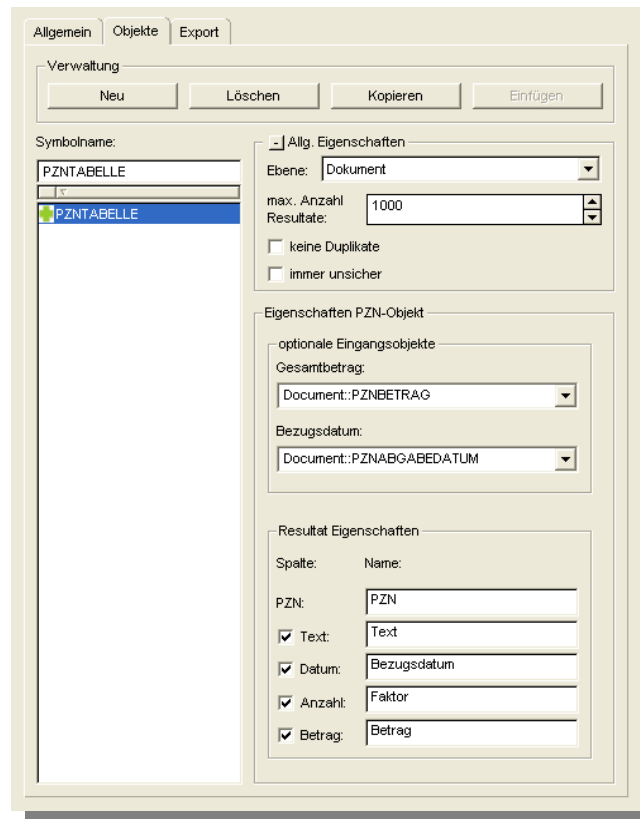 Allgemein Objekte Export
Verwaltung
Neu Löschen Kopieren Einfügen
Symbolname:
PZNTABELLE
PZNTABELLE
- Allg. Eigenschaften
Ebene: Dokument
max. Anzahl
Resultate: 1000
keine Duplikate
immer unsicher
Eigenschaften PZN-Objekt
optionale Eingangsobjekte
Gesamtbetrag:
Document::PZNBETRAG
Bezugsdatum:
Document::PZNABGABEDATUM
Resultat Eigenschaften
Spalte: Name:
PZN: PZN
Text: Text
Datum: Bezugsdatum
Anzahl: Faktor
Betrag: Betrag